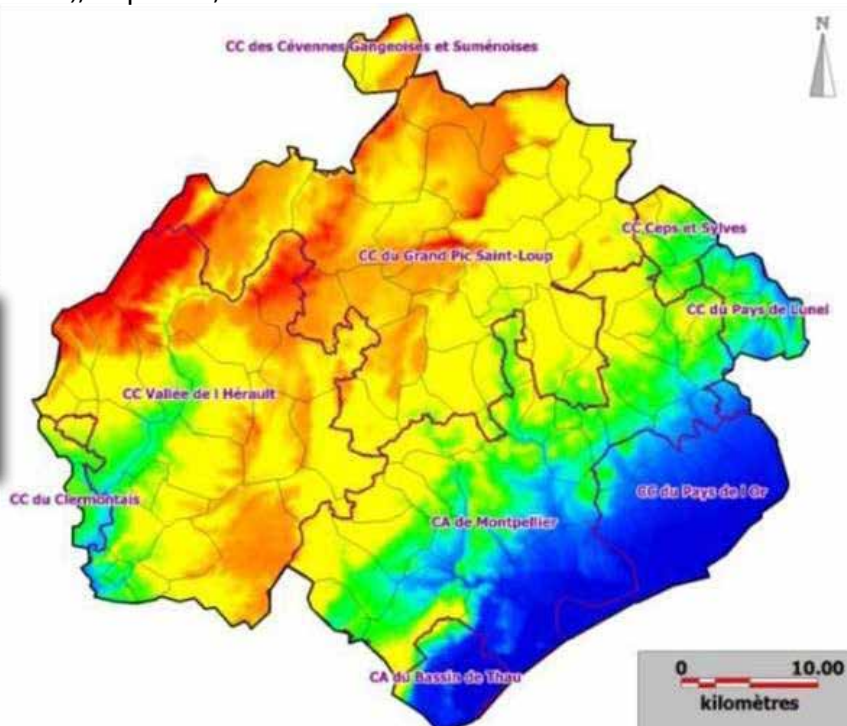 CC des Cévennes Gangeoises et Suménoises
N
CC Ceps et Sylves
CC du Grand Pic Saint-Loup
CC du Pays de Lunel
CC Vallée de l Hérault
CC du Clermontais
CC du Pays de l Or
CA de Montpellier
CA du Bassin de Thau
0 10.00
kilomètres